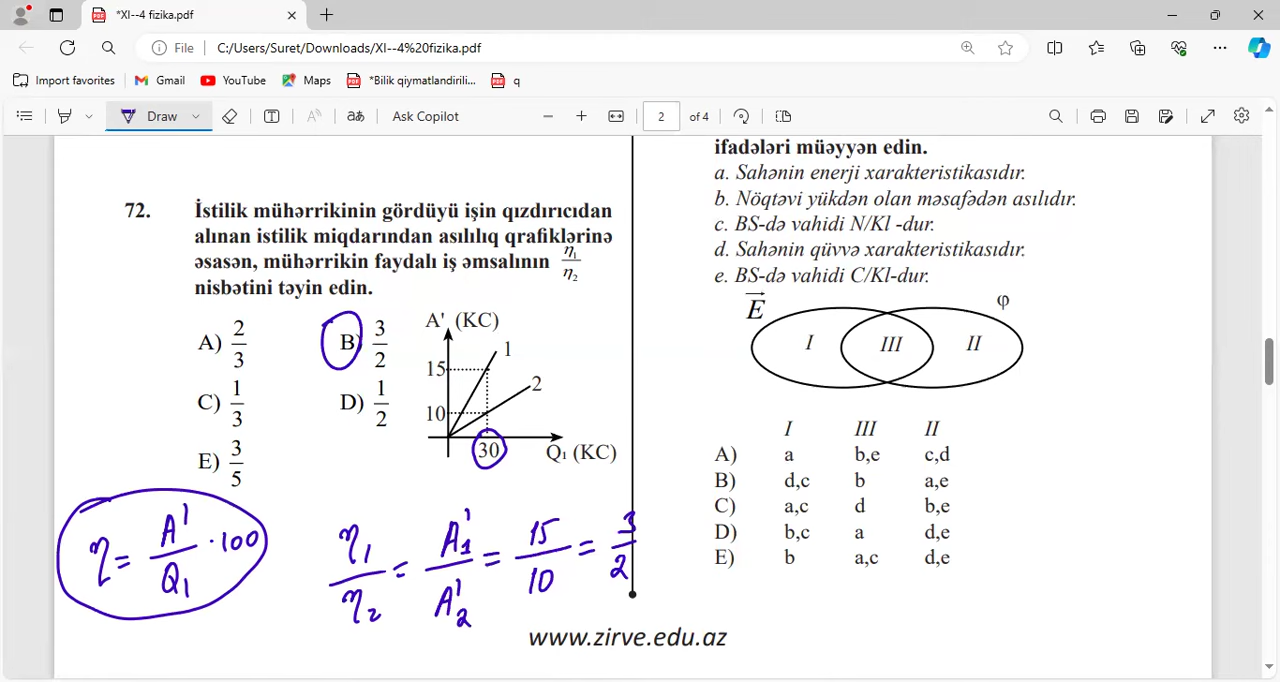 *XI--4 fizika.pdf
File C:/Users/Suret/Downloads/XI--4%20fizika.pdf
Import favorites Gmail YouTube Maps *Bilik qiymatlandirili... q
Draw aあ Ask Copilot 2 of 4
72. İstilik mühərrikinin gördüyü işin qızdırıcıdan
alınan istilik miqdarından asılılıq qrafiklərinə
əsasən, mühərrikin faydalı iş əmsalının η₁/η₂
nisbətini təyin edin.
A) 2/3 B) 3/2
C) 1/3 D) 1/2
E) 3/5
A' (KC)
1
15
2
10
30 Q₁ (KC)
η = A'/Q₁ · 100
η₁/η₂ = A'₁/A'₂ = 15/10 = 3/2
ifadələri müəyyən edin.
a. Sahənin enerji xarakteristikasıdır.
b. Nöqtəvi yükdən olan məsafədən asılıdır.
c. BS-də vahidi N/Kl -dur.
d. Sahənin qüvvə xarakteristikasıdır.
e. BS-də vahidi C/Kl-dur.
E⃗ φ
I III II
I III II
A) a b,e c,d
B) d,c b a,e
C) a,c d b,e
D) b,c a d,e
E) b a,c d,e
www.zirve.edu.az